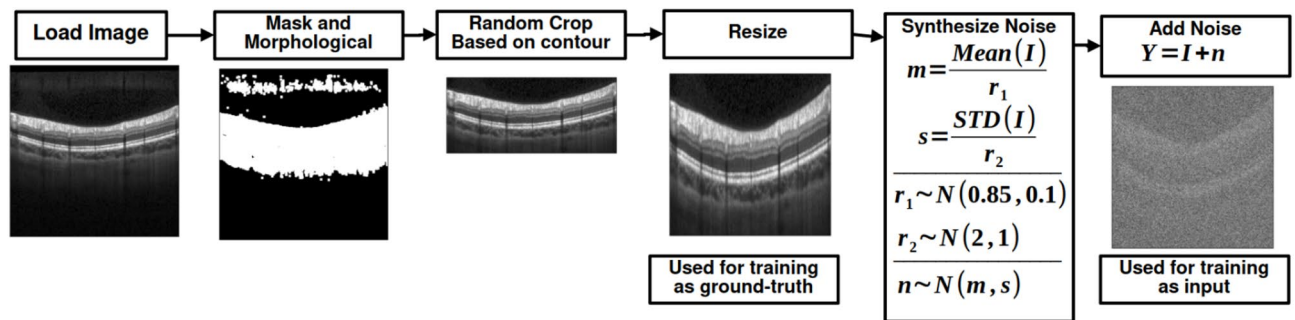 Load Image
Mask and
Morphological
Random Crop
Based on contour
Resize
Used for training
as ground-truth
Synthesize Noise
m = Mean(I) / r₁
s = STD(I) / r₂
r₁ ~ N(0.85, 0.1)
r₂ ~ N(2, 1)
n ~ N(m, s)
Add Noise
Y = I + n
Used for training
as input